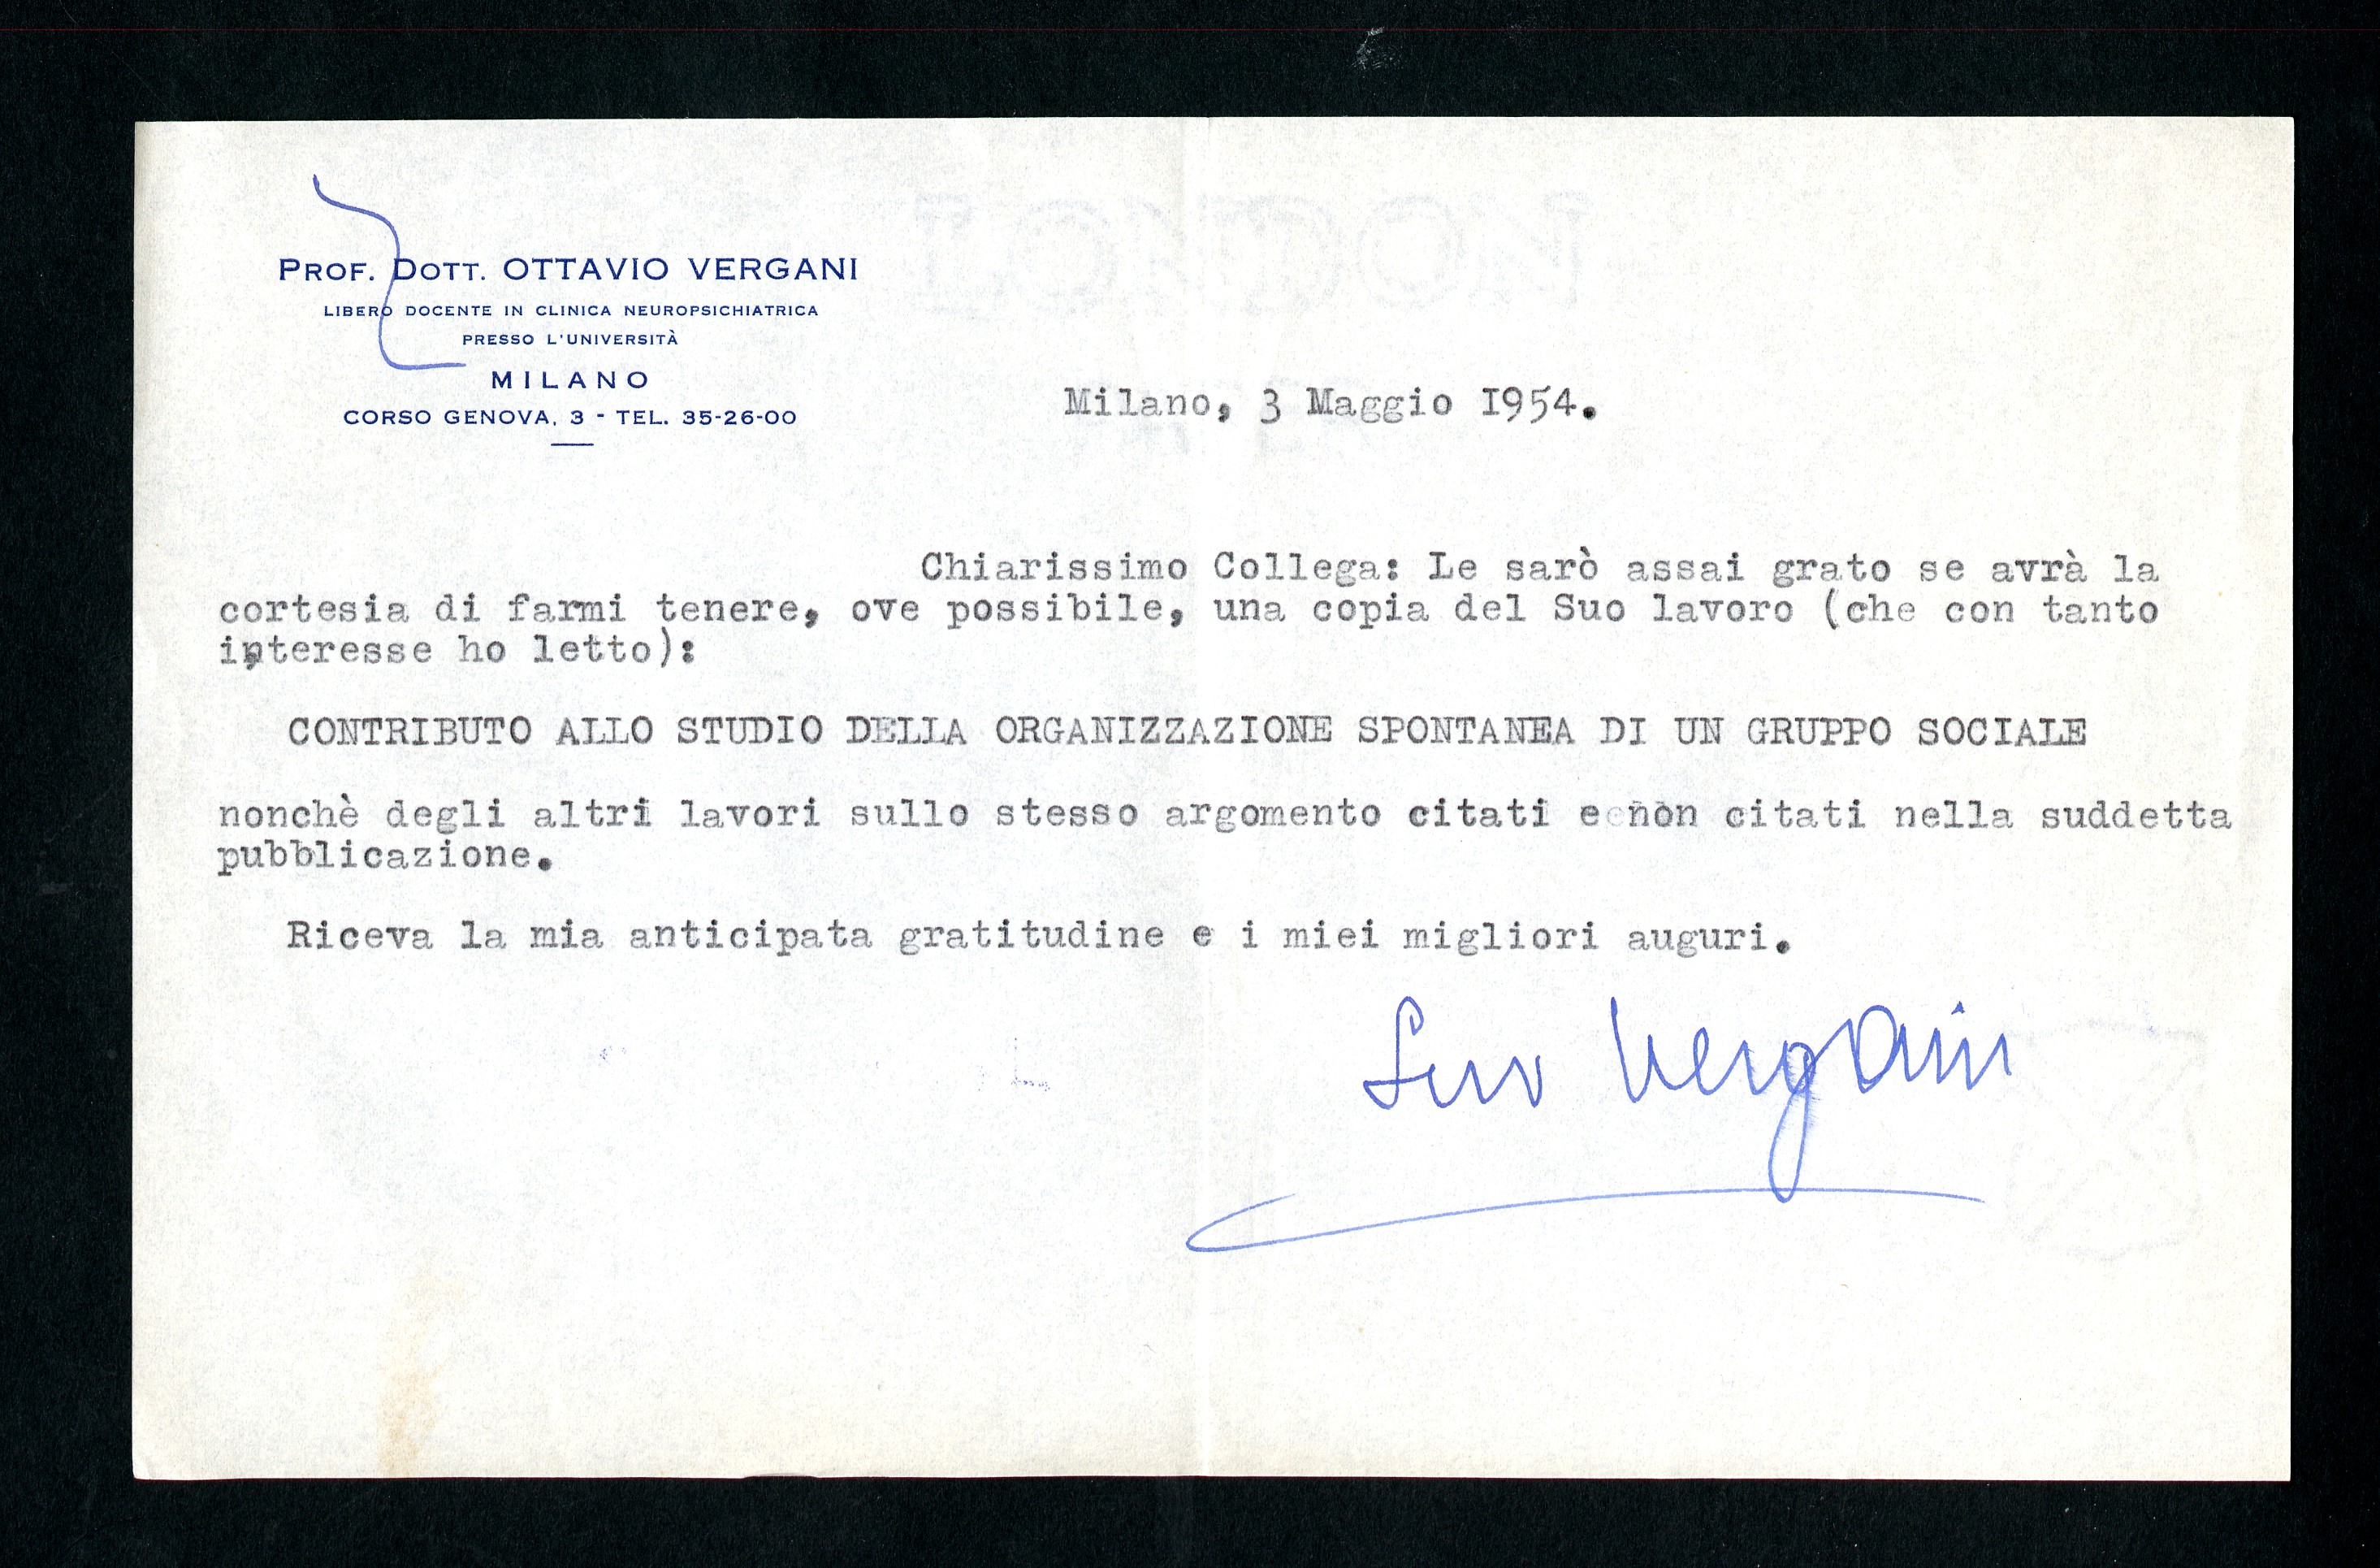 PROF. DOTT. OTTAVIO VERGANI
LIBERO DOCENTE IN CLINICA NEUROPSICHIATRICA
PRESSO L'UNIVERSITÀ
MILANO
CORSO GENOVA, 3 - TEL. 35-26-00
Milano, 3 Maggio I954.
Chiarissimo Collega: Le sarò assai grato se avrà la
cortesia di farmi tenere, ove possibile, una copia del Suo lavoro (che con tanto
interesse ho letto):
CONTRIBUTO ALLO STUDIO DELLA ORGANIZZAZIONE SPONTANEA DI UN GRUPPO SOCIALE
nonchè degli altri lavori sullo stesso argomento citati e non citati nella suddetta
pubblicazione.
Riceva la mia anticipata gratitudine e i miei migliori auguri.
Vergani